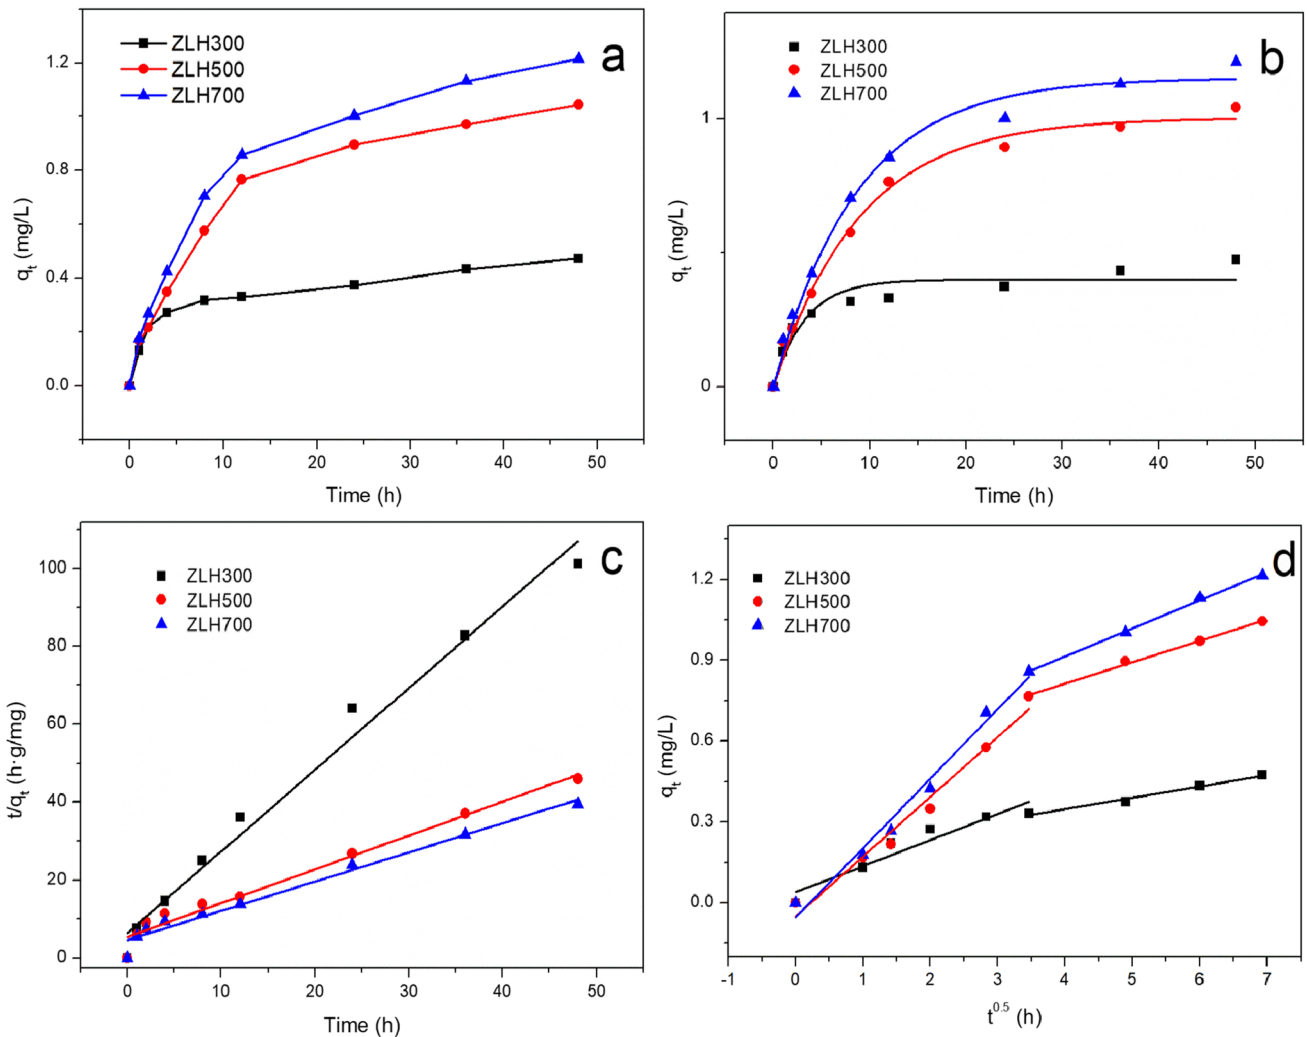 a
ZLH300
ZLH500
ZLH700
1.2
0.8
0.4
0.0
qt (mg/L)
0 10 20 30 40 50
Time (h)
b
ZLH300
ZLH500
ZLH700
1
0
qt (mg/L)
0 10 20 30 40 50
Time (h)
c
ZLH300
ZLH500
ZLH700
100
80
60
40
20
0
t/qt (h·g/mg)
0 10 20 30 40 50
Time (h)
d
ZLH300
ZLH500
ZLH700
1.2
0.9
0.6
0.3
0.0
qt (mg/L)
-1 0 1 2 3 4 5 6 7
t0.5 (h)